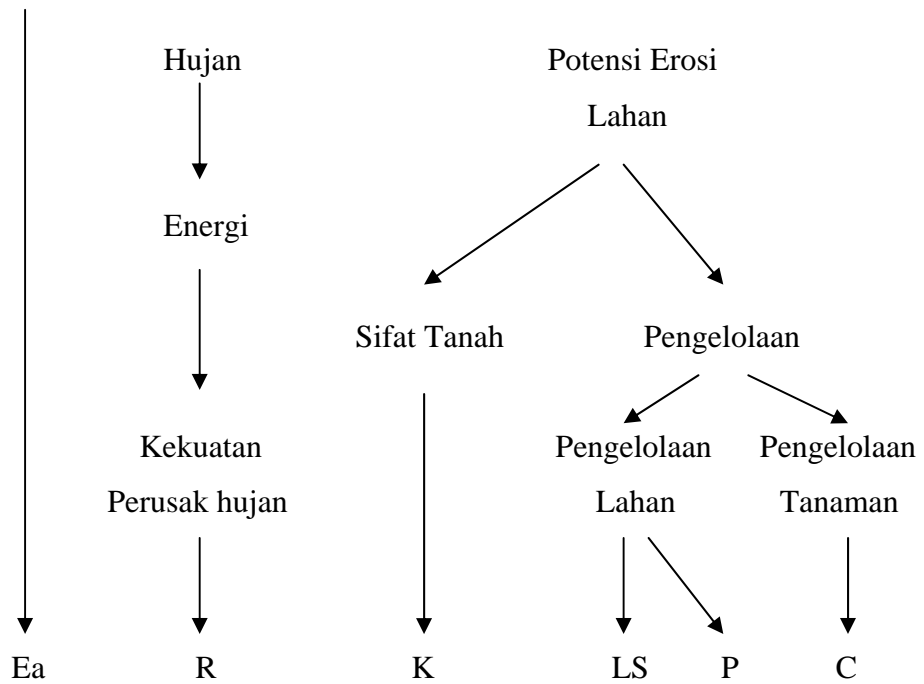 Hujan Potensi Erosi
Lahan
Energi
Sifat Tanah Pengelolaan
Kekuatan Pengelolaan Pengelolaan
Perusak hujan Lahan Tanaman
Ea R K LS P C